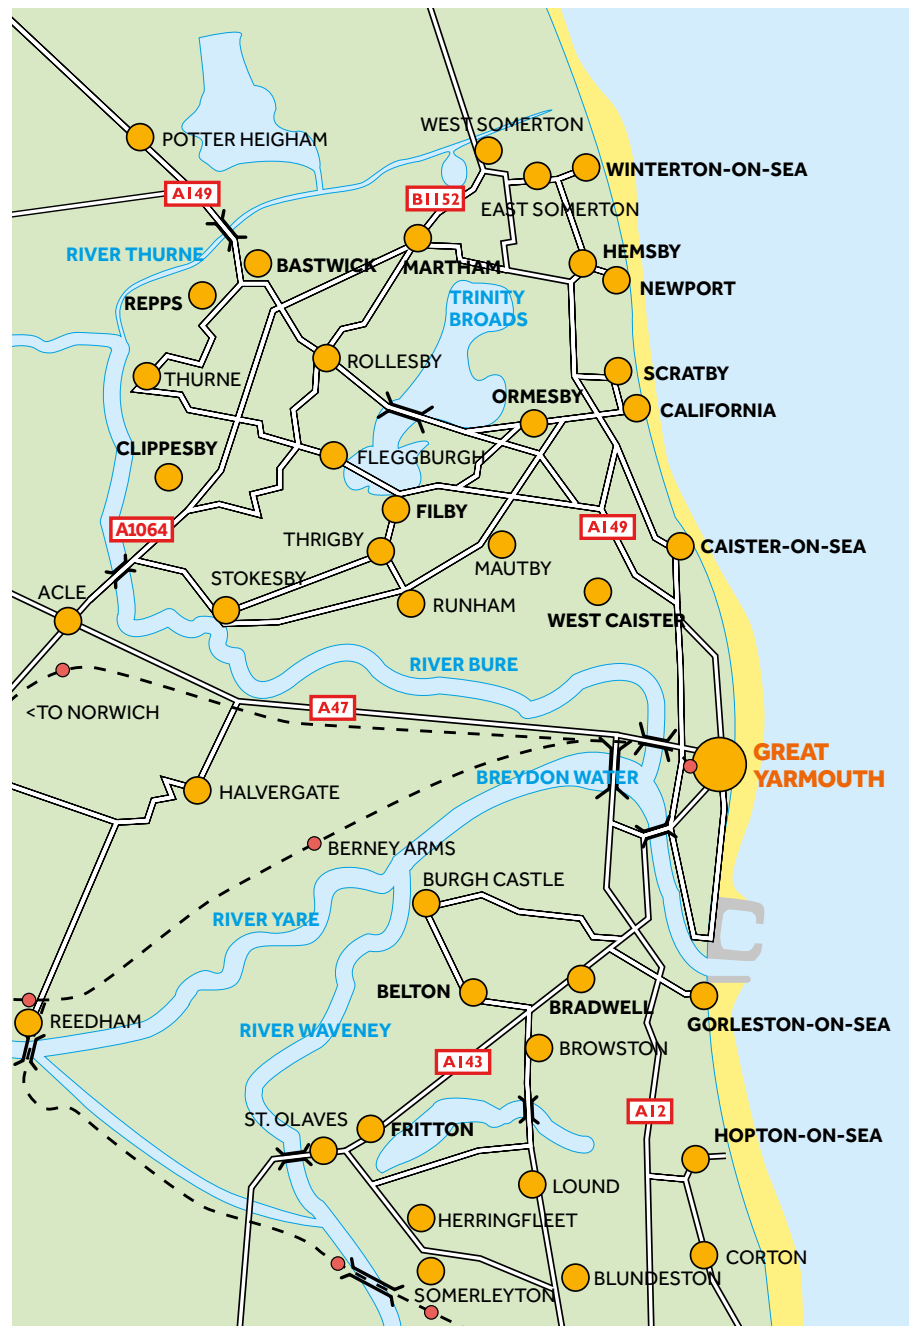 WEST SOMERTON
POTTER HEIGHAM
WINTERTON-ON-SEA
A149
B1152
EAST SOMERTON
RIVER THURNE
BASTWICK
MARTHAM
HEMSBY
REPPS
TRINITY
BROADS
NEWPORT
ROLLESBY
THURNE
SCRATBY
ORMESBY
CALIFORNIA
CLIPPESBY
FLEGGBURGH
FILBY
A1064
A149
THRIGBY
CAISTER-ON-SEA
MAUTBY
STOKESBY
ACLE
RUNHAM
WEST CAISTER
RIVER BURE
<TO NORWICH
A47
GREAT
YARMOUTH
BREYDON WATER
HALVERGATE
BERNEY ARMS
BURGH CASTLE
RIVER YARE
BELTON
BRADWELL
REEDHAM
GORLESTON-ON-SEA
RIVER WAVENEY
BROWSTON
A143
A12
ST. OLAVES
FRITTON
HOPTON-ON-SEA
LOUND
HERRINGFLEET
CORTON
BLUNDESTON
SOMERLEYTON